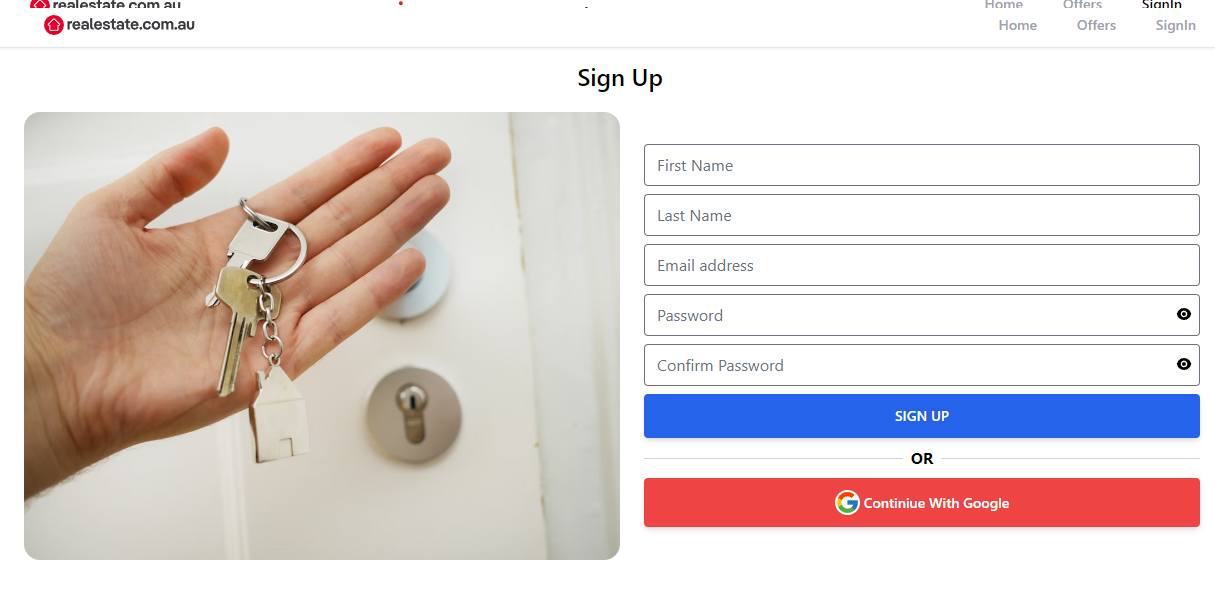 realestate.com.au Home Offers SignIn
realestate.com.au Home Offers SignIn
Sign Up
First Name
Last Name
Email address
Password
Confirm Password
SIGN UP
OR
Continiue With Google